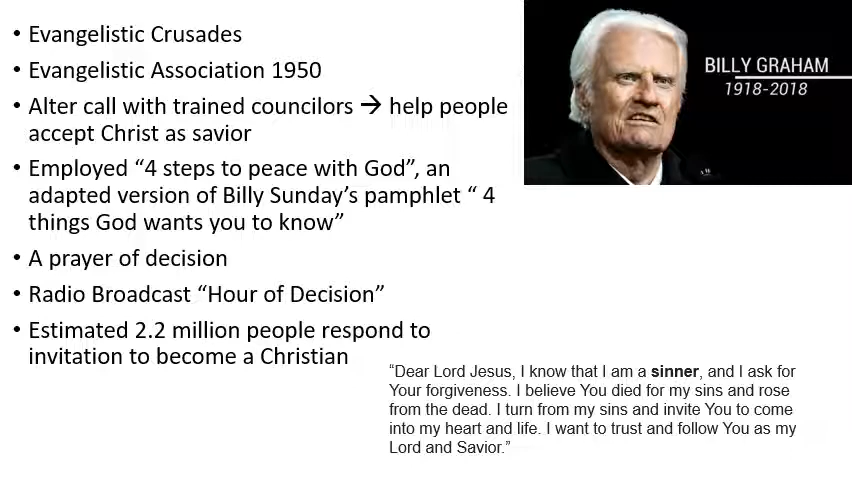 • Evangelistic Crusades
• Evangelistic Association 1950
• Alter call with trained councilors → help people
accept Christ as savior
• Employed “4 steps to peace with God”, an
adapted version of Billy Sunday’s pamphlet “ 4
things God wants you to know”
• A prayer of decision
• Radio Broadcast “Hour of Decision”
• Estimated 2.2 million people respond to
invitation to become a Christian
BILLY GRAHAM
1918-2018
“Dear Lord Jesus, I know that I am a sinner, and I ask for
Your forgiveness. I believe You died for my sins and rose
from the dead. I turn from my sins and invite You to come
into my heart and life. I want to trust and follow You as my
Lord and Savior.”